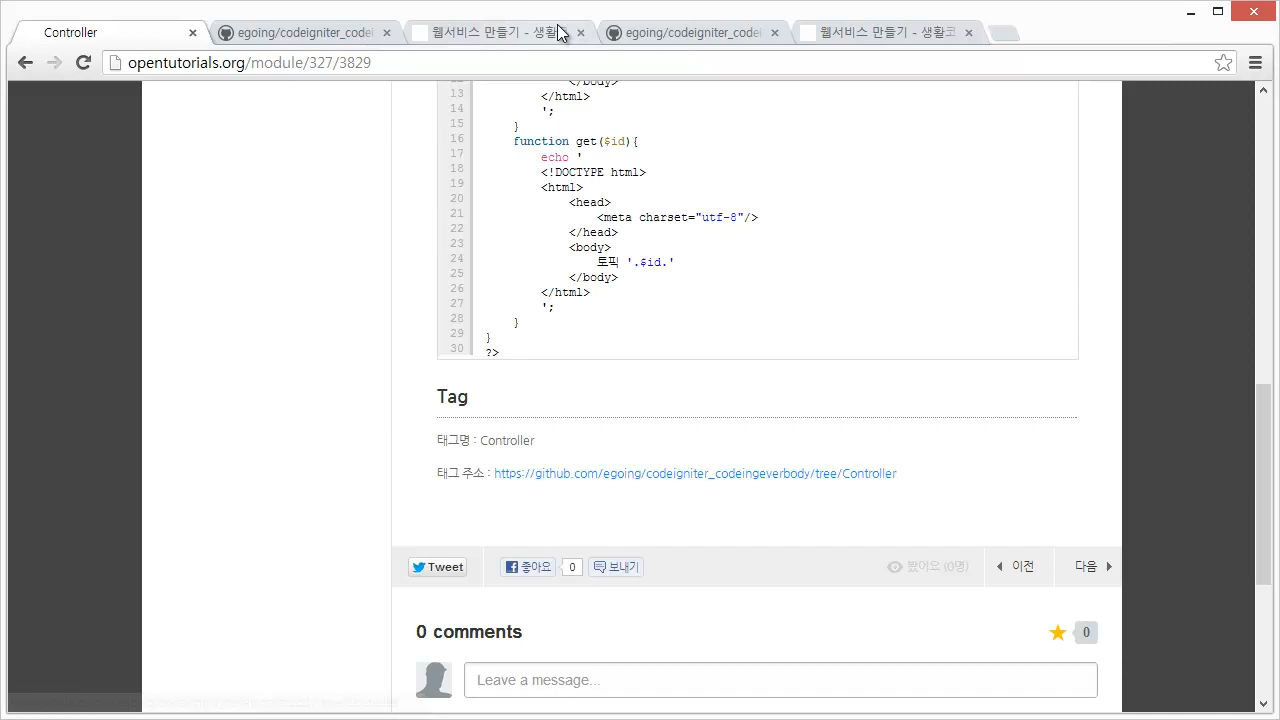 Controller
egoing/codeigniter_codei
웹서비스 만들기 - 생활
egoing/codeigniter_codei
웹서비스 만들기 - 생활코
opentutorials.org/module/327/3829
13 </html>
14 ';
15 }
16 function get($id){
17 echo '
18 <!DOCTYPE html>
19 <html>
20 <head>
21 <meta charset="utf-8"/>
22 </head>
23 <body>
24 토픽 '.$id.'
25 </body>
26 </html>
27 ';
28 }
29 }
30 ?>
Tag
태그명 : Controller
태그 주소 : https://github.com/egoing/codeigniter_codeingeverbody/tree/Controller
Tweet
좋아요
0
보내기
봤어요 (0명)
이전
다음
0 comments
0
Leave a message...